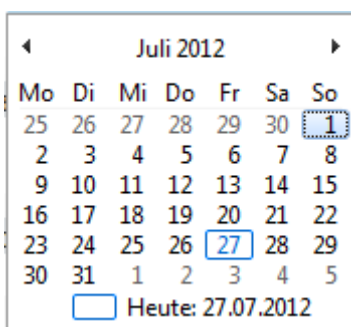 Juli 2012
Mo Di Mi Do Fr Sa So
25 26 27 28 29 30 1
2 3 4 5 6 7 8
9 10 11 12 13 14 15
16 17 18 19 20 21 22
23 24 25 26 27 28 29
30 31 1 2 3 4 5
Heute: 27.07.2012